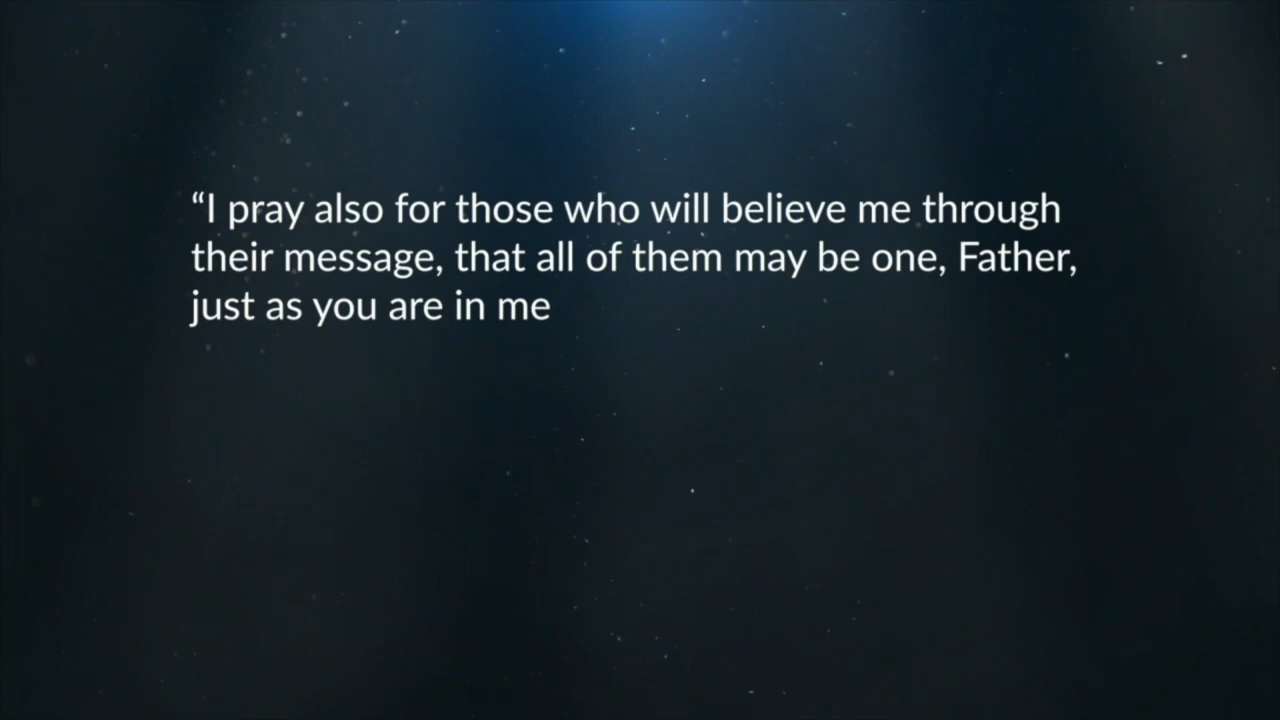 “I pray also for those who will believe me through
their message, that all of them may be one, Father,
just as you are in me